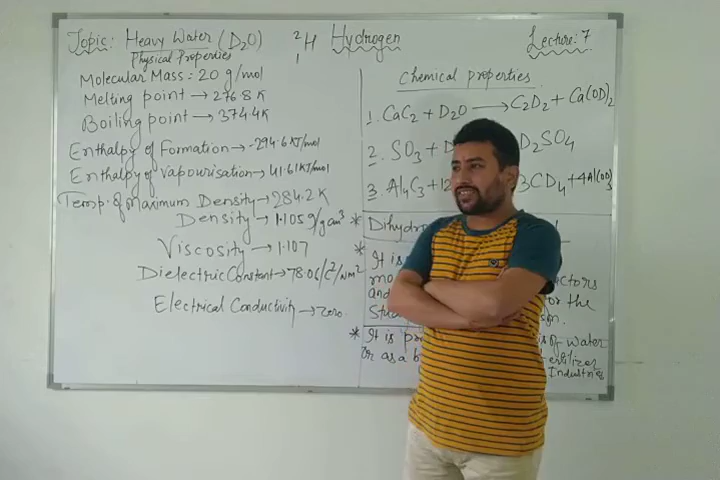 Topic: Heavy Water (D2O)
²₁H
Hydrogen
Lecture: 7
Physical Properties
Molecular Mass: 20 g/mol
Melting point → 276.8 K
Boiling point → 374.4K
Enthalpy of Formation → -294.6 KJ/mol
Enthalpy of Vapourisation → 41.61 KJ/mol
Temp. of Maximum Density → 284.2 K
Density → 1.105 g/cm³
Viscosity → 1.107
Dielectric Constant → 78.06/C²/Nm²
Electrical Conductivity → zero.
Chemical properties
1. CaC2 + D2O → C2D2 + Ca(OD)2
2. SO3 + D D2SO4
3. Al4C3 + 12 3CD4 + 4Al(OD)3
Dihydro
* It is
mo ctors
and or the
Stu
* It is pr is of water
or as a b ertilizer
Industries